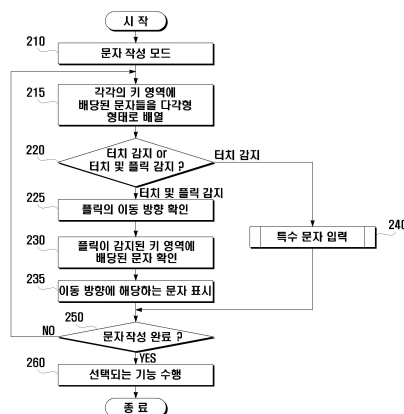 시 작
210
문자 작성 모드
215
각각의 키 영역에
배당된 문자들을 다각형
형태로 배열
220
터치 감지 or
터치 및 플릭 감지 ?
터치 감지
터치 및 플릭 감지
225
플릭의 이동 방향 확인
240
특수 문자 입력
230
플릭이 감지된 키 영역에
배당된 문자 확인
235
이동 방향에 해당하는 문자 표시
250
NO
문자작성 완료 ?
YES
260
선택되는 기능 수행
종 료